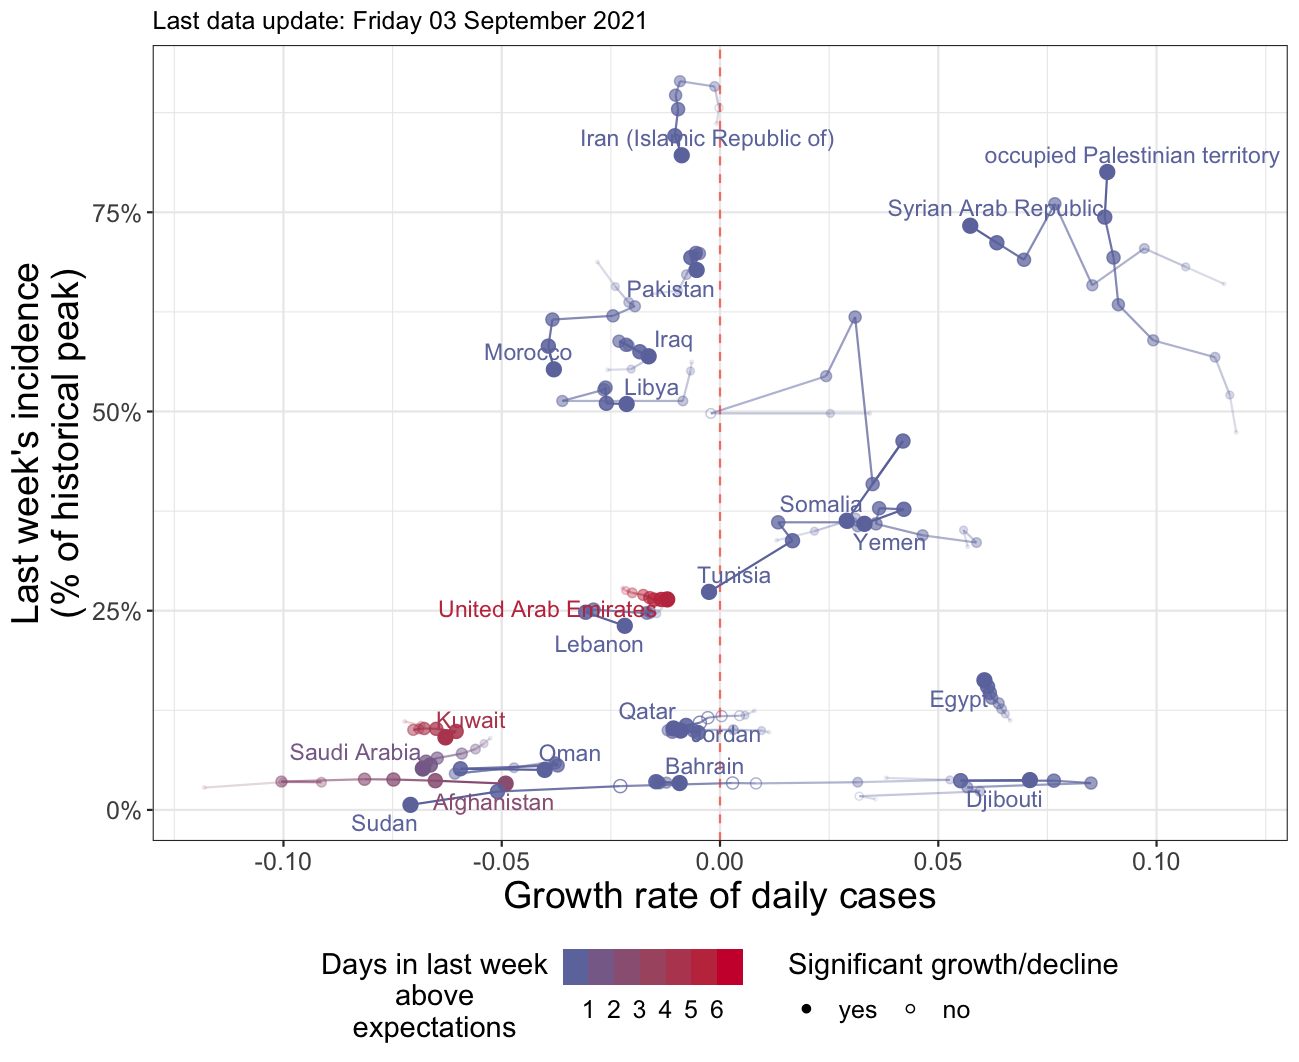 Last data update: Friday 03 September 2021
Last week's incidence
(% of historical peak)
75%
50%
25%
0%
Iran (Islamic Republic of)
occupied Palestinian territory
Syrian Arab Republic
Pakistan
Iraq
Morocco
Libya
Somalia
Yemen
Tunisia
United Arab Emirates
Lebanon
Egypt
Qatar
Jordan
Kuwait
Saudi Arabia
Oman
Bahrain
Djibouti
Afghanistan
Sudan
-0.10
-0.05
0.00
0.05
0.10
Growth rate of daily cases
Days in last week
above
expectations
1 2 3 4 5 6
Significant growth/decline
yes
no